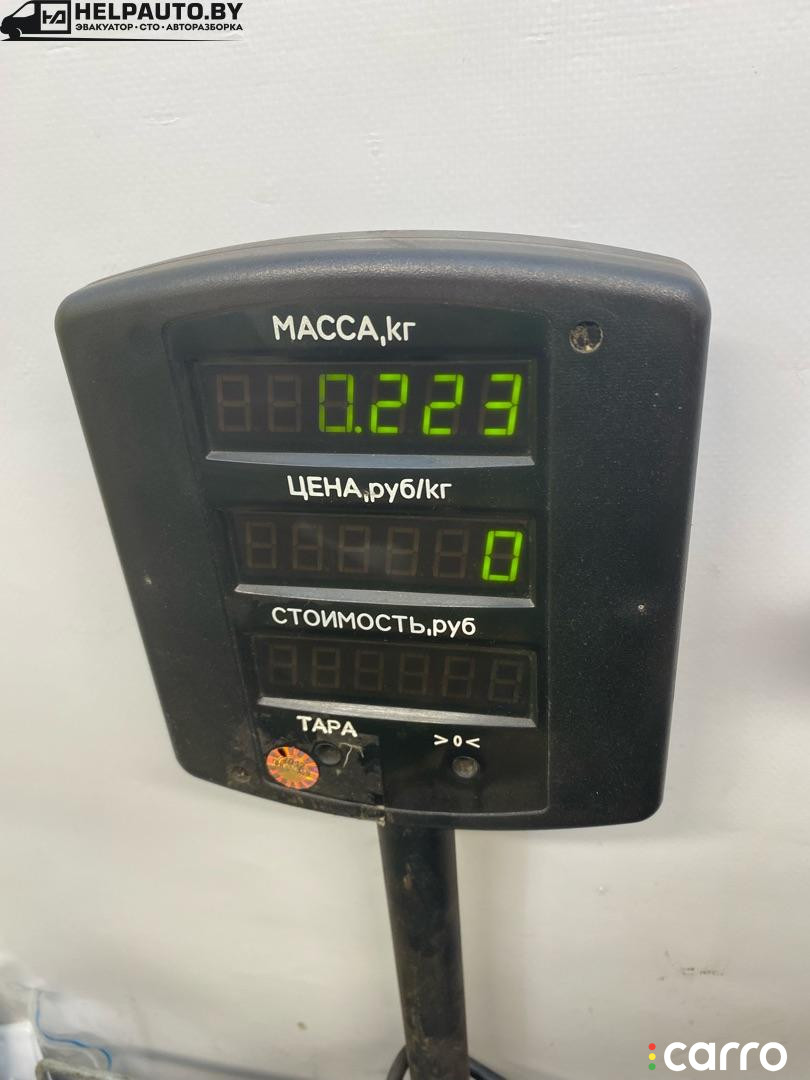 HELPAUTO.BY
ЭВАКУАТОР • СТО • АВТОРАЗБОРКА
МАССА,кг
0.223
ЦЕНА,руб/кг
0
СТОИМОСТЬ,руб
ТАРА
>0<
carro